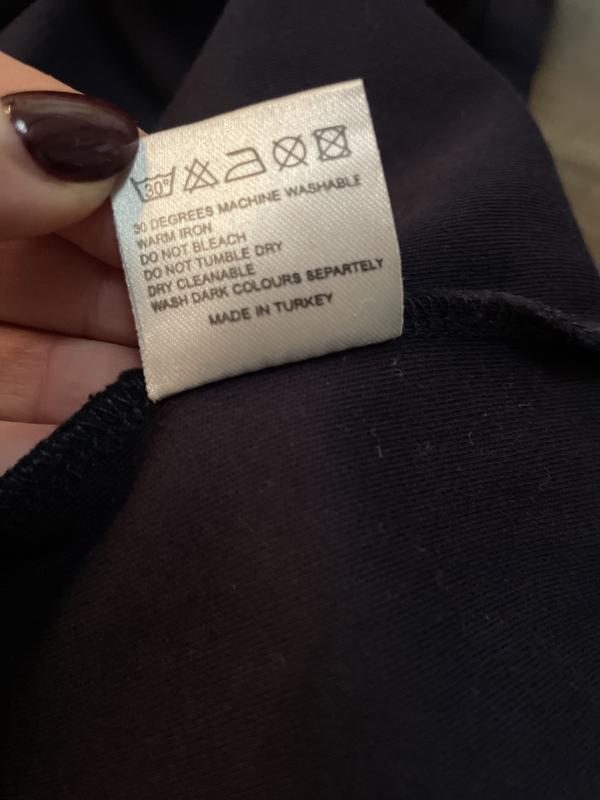 30°
30 DEGREES MACHINE WASHABLE
WARM IRON
DO NOT BLEACH
DO NOT TUMBLE DRY
DRY CLEANABLE
WASH DARK COLOURS SEPARTELY
MADE IN TURKEY